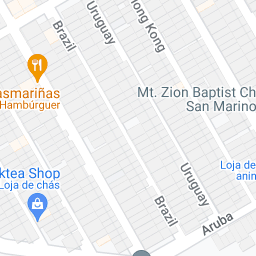 Brazil
Uruguay
ong Kong
asmariñas
Hambúrguer
Mt. Zion Baptist Ch
San Marino
Loja de
anim
ktea Shop
Loja de chás
Uruguay
Brazil
Aruba